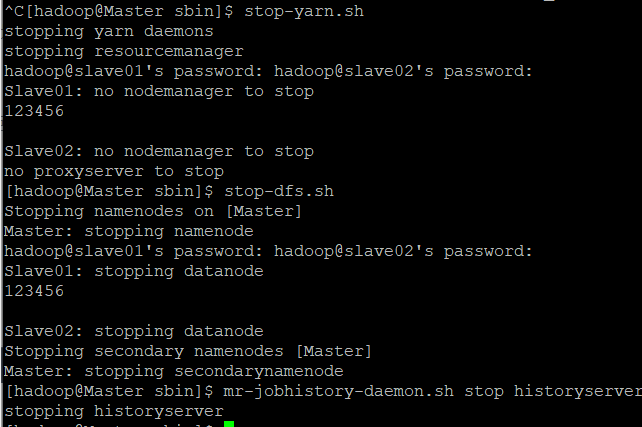 ^C[hadoop@Master sbin]$ stop-yarn.sh
stopping yarn daemons
stopping resourcemanager
hadoop@slave01's password: hadoop@slave02's password:
Slave01: no nodemanager to stop
123456

Slave02: no nodemanager to stop
no proxyserver to stop
[hadoop@Master sbin]$ stop-dfs.sh
Stopping namenodes on [Master]
Master: stopping namenode
hadoop@slave01's password: hadoop@slave02's password:
Slave01: stopping datanode
123456

Slave02: stopping datanode
Stopping secondary namenodes [Master]
Master: stopping secondarynamenode
[hadoop@Master sbin]$ mr-jobhistory-daemon.sh stop historyserver
stopping historyserver
[hadoop@Master sbin]$